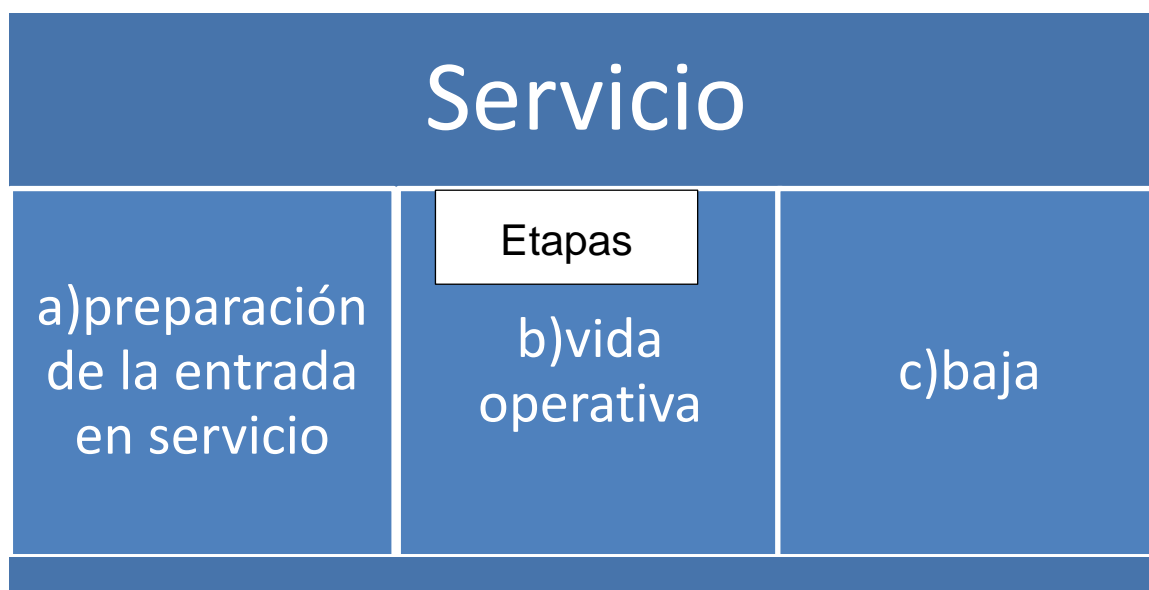 Servicio
Etapas
a)preparación
de la entrada
en servicio
b)vida
operativa
c)baja